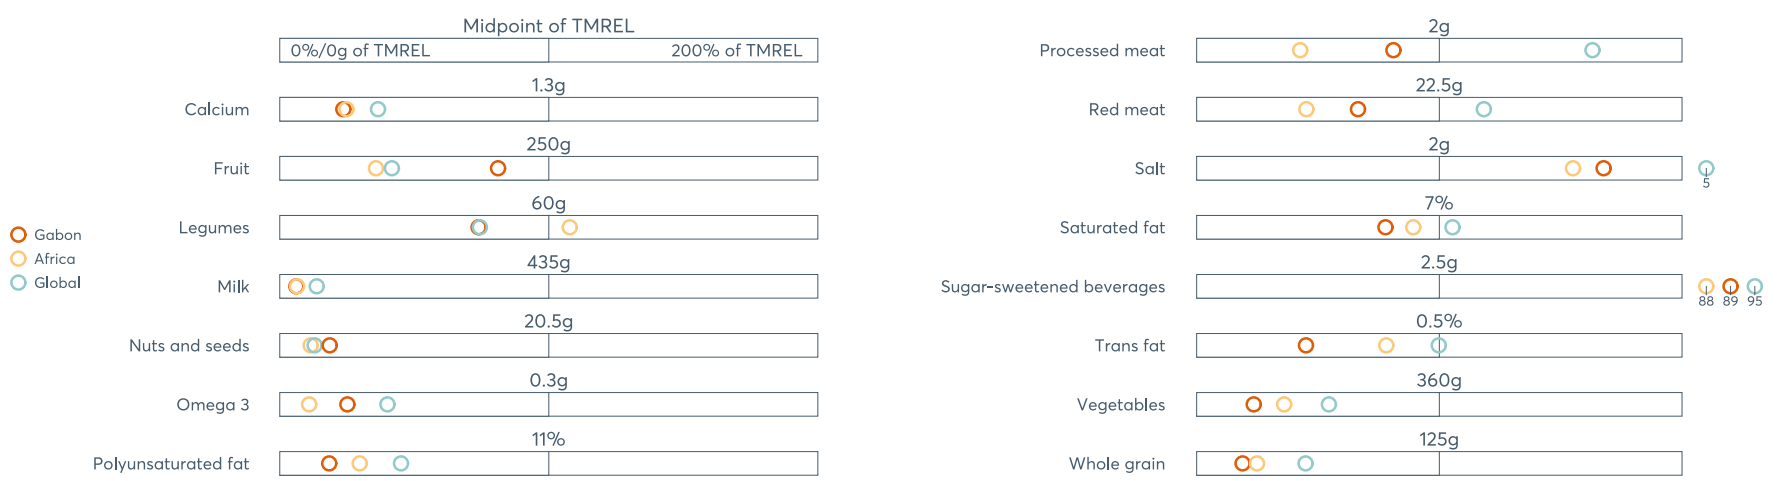 Midpoint of TMREL
0%/0g of TMREL 200% of TMREL
Calcium 1.3g
Fruit 250g
Legumes 60g
Milk 435g
Nuts and seeds 20.5g
Omega 3 0.3g
Polyunsaturated fat 11%
Gabon
Africa
Global
Processed meat 2g
Red meat 22.5g
Salt 2g
5
Saturated fat 7%
Sugar-sweetened beverages 2.5g
88 89 95
Trans fat 0.5%
Vegetables 360g
Whole grain 125g